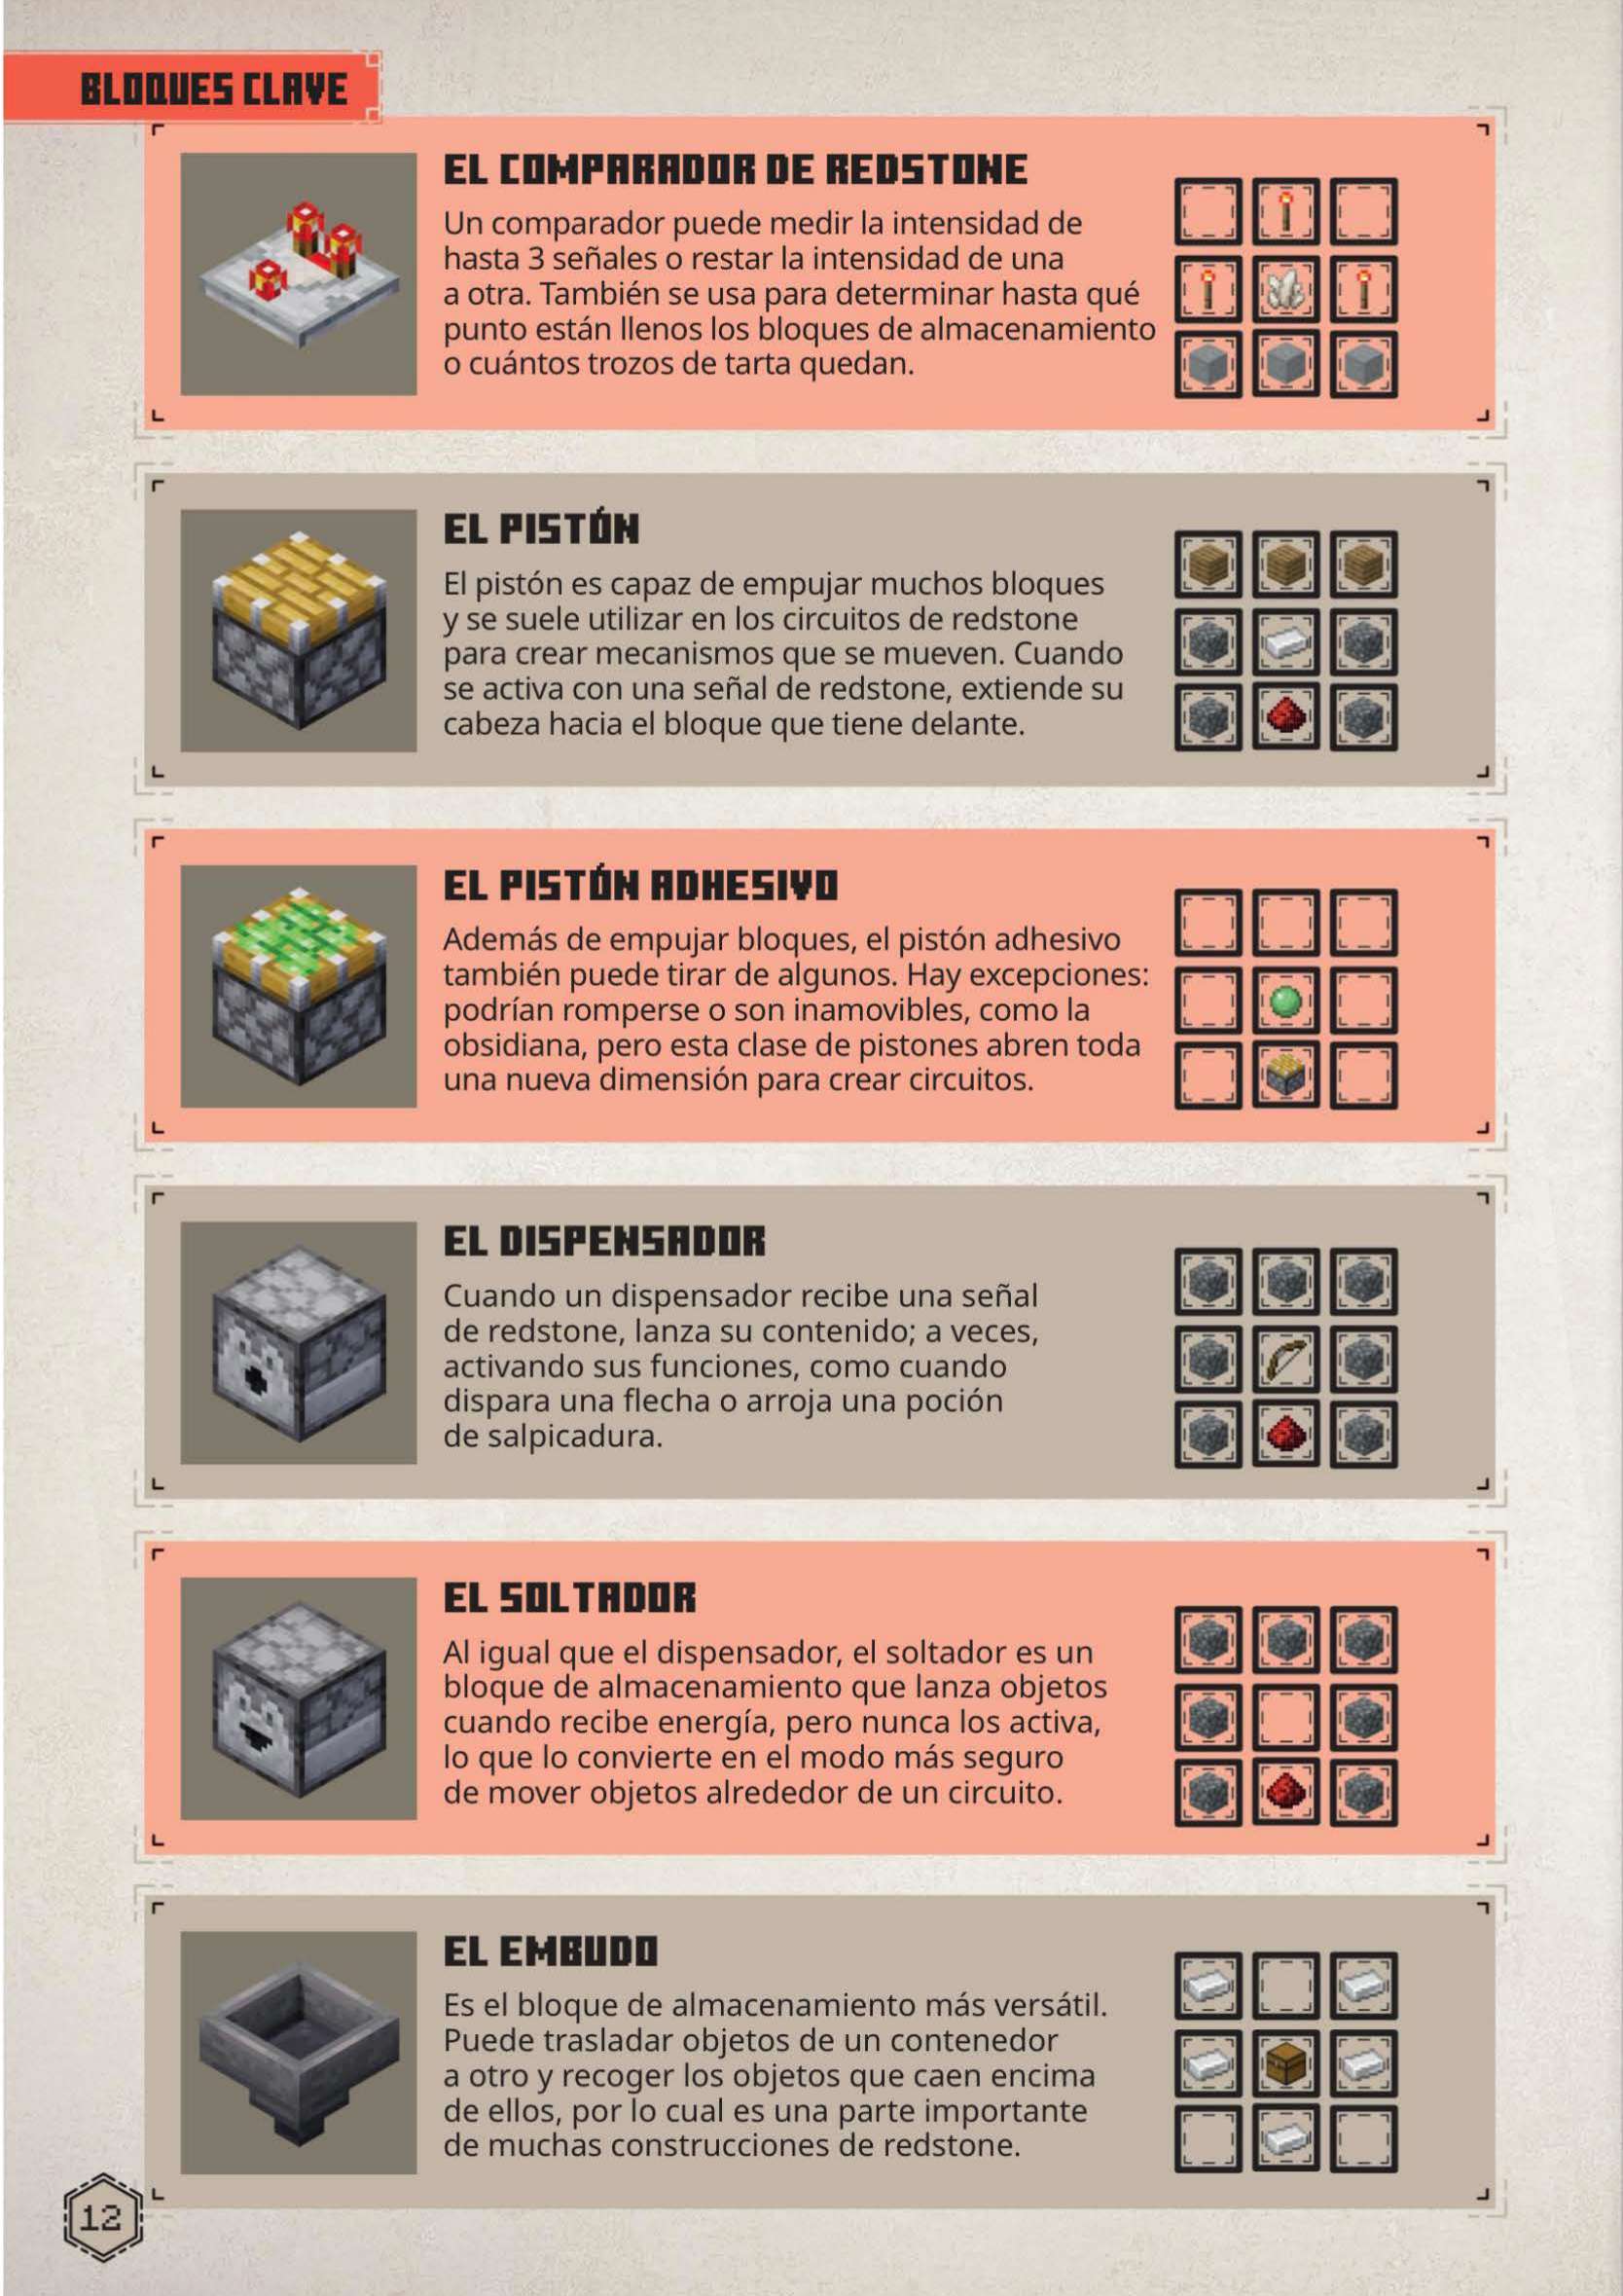 BLOQUES CLAVE
EL COMPARADOR DE REDSTONE
Un comparador puede medir la intensidad de
hasta 3 señales o restar la intensidad de una
a otra. También se usa para determinar hasta qué
punto están llenos los bloques de almacenamiento
o cuántos trozos de tarta quedan.
EL PISTÓN
El pistón es capaz de empujar muchos bloques
y se suele utilizar en los circuitos de redstone
para crear mecanismos que se mueven. Cuando
se activa con una señal de redstone, extiende su
cabeza hacia el bloque que tiene delante.
EL PISTÓN ADHESIVO
Además de empujar bloques, el pistón adhesivo
también puede tirar de algunos. Hay excepciones:
podrían romperse o son inamovibles, como la
obsidiana, pero esta clase de pistones abren toda
una nueva dimensión para crear circuitos.
EL DISPENSADOR
Cuando un dispensador recibe una señal
de redstone, lanza su contenido; a veces,
activando sus funciones, como cuando
dispara una flecha o arroja una poción
de salpicadura.
EL SOLTADOR
Al igual que el dispensador, el soltador es un
bloque de almacenamiento que lanza objetos
cuando recibe energía, pero nunca los activa,
lo que lo convierte en el modo más seguro
de mover objetos alrededor de un circuito.
EL EMBUDO
Es el bloque de almacenamiento más versátil.
Puede trasladar objetos de un contenedor
a otro y recoger los objetos que caen encima
de ellos, por lo cual es una parte importante
de muchas construcciones de redstone.
12